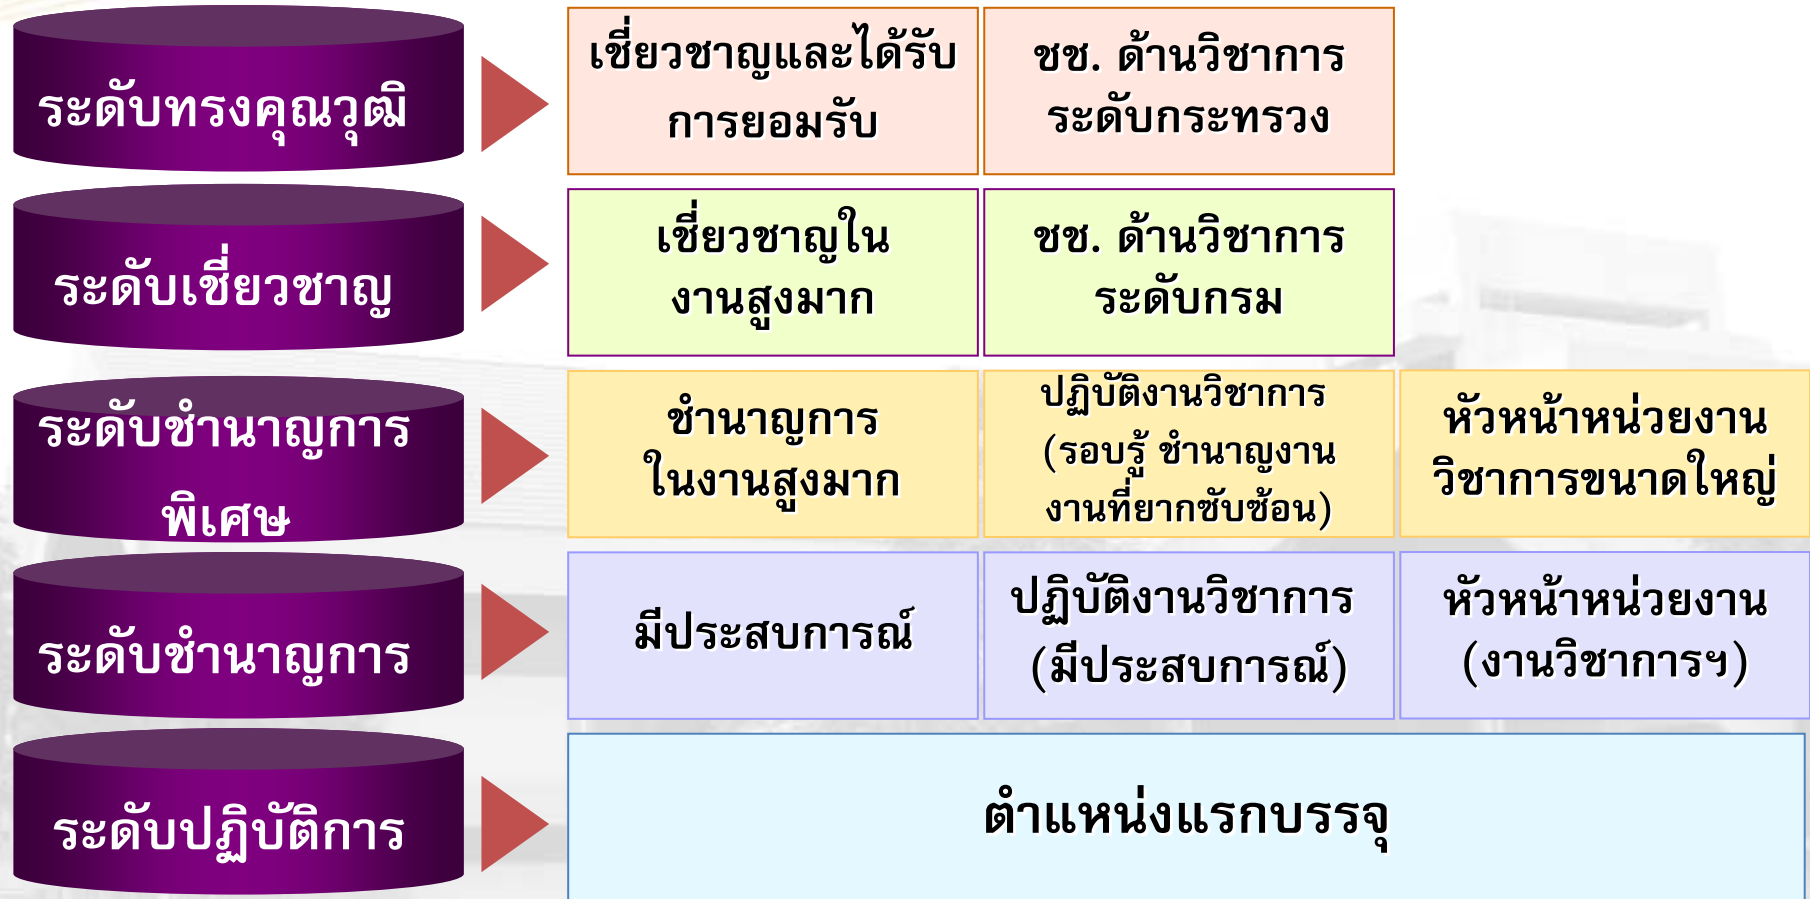 ระดับทรงคุณวุฒิ
เชี่ยวชาญและได้รับ
การยอมรับ
ชช. ด้านวิชาการ
ระดับกระทรวง
ระดับเชี่ยวชาญ
เชี่ยวชาญใน
งานสูงมาก
ชช. ด้านวิชาการ
ระดับกรม
ระดับชำนาญการ
พิเศษ
ชำนาญการ
ในงานสูงมาก
ปฏิบัติงานวิชาการ
(รอบรู้ ชำนาญงาน
งานที่ยากซับซ้อน)
หัวหน้าหน่วยงาน
วิชาการขนาดใหญ่
ระดับชำนาญการ
มีประสบการณ์
ปฏิบัติงานวิชาการ
(มีประสบการณ์)
หัวหน้าหน่วยงาน
(งานวิชาการฯ)
ระดับปฏิบัติการ
ตำแหน่งแรกบรรจุ